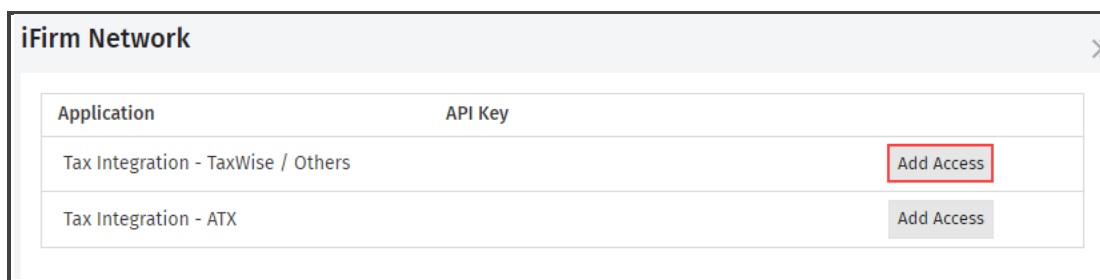 iFirm Network
Application API Key
Tax Integration - TaxWise / Others Add Access
Tax Integration - ATX Add Access